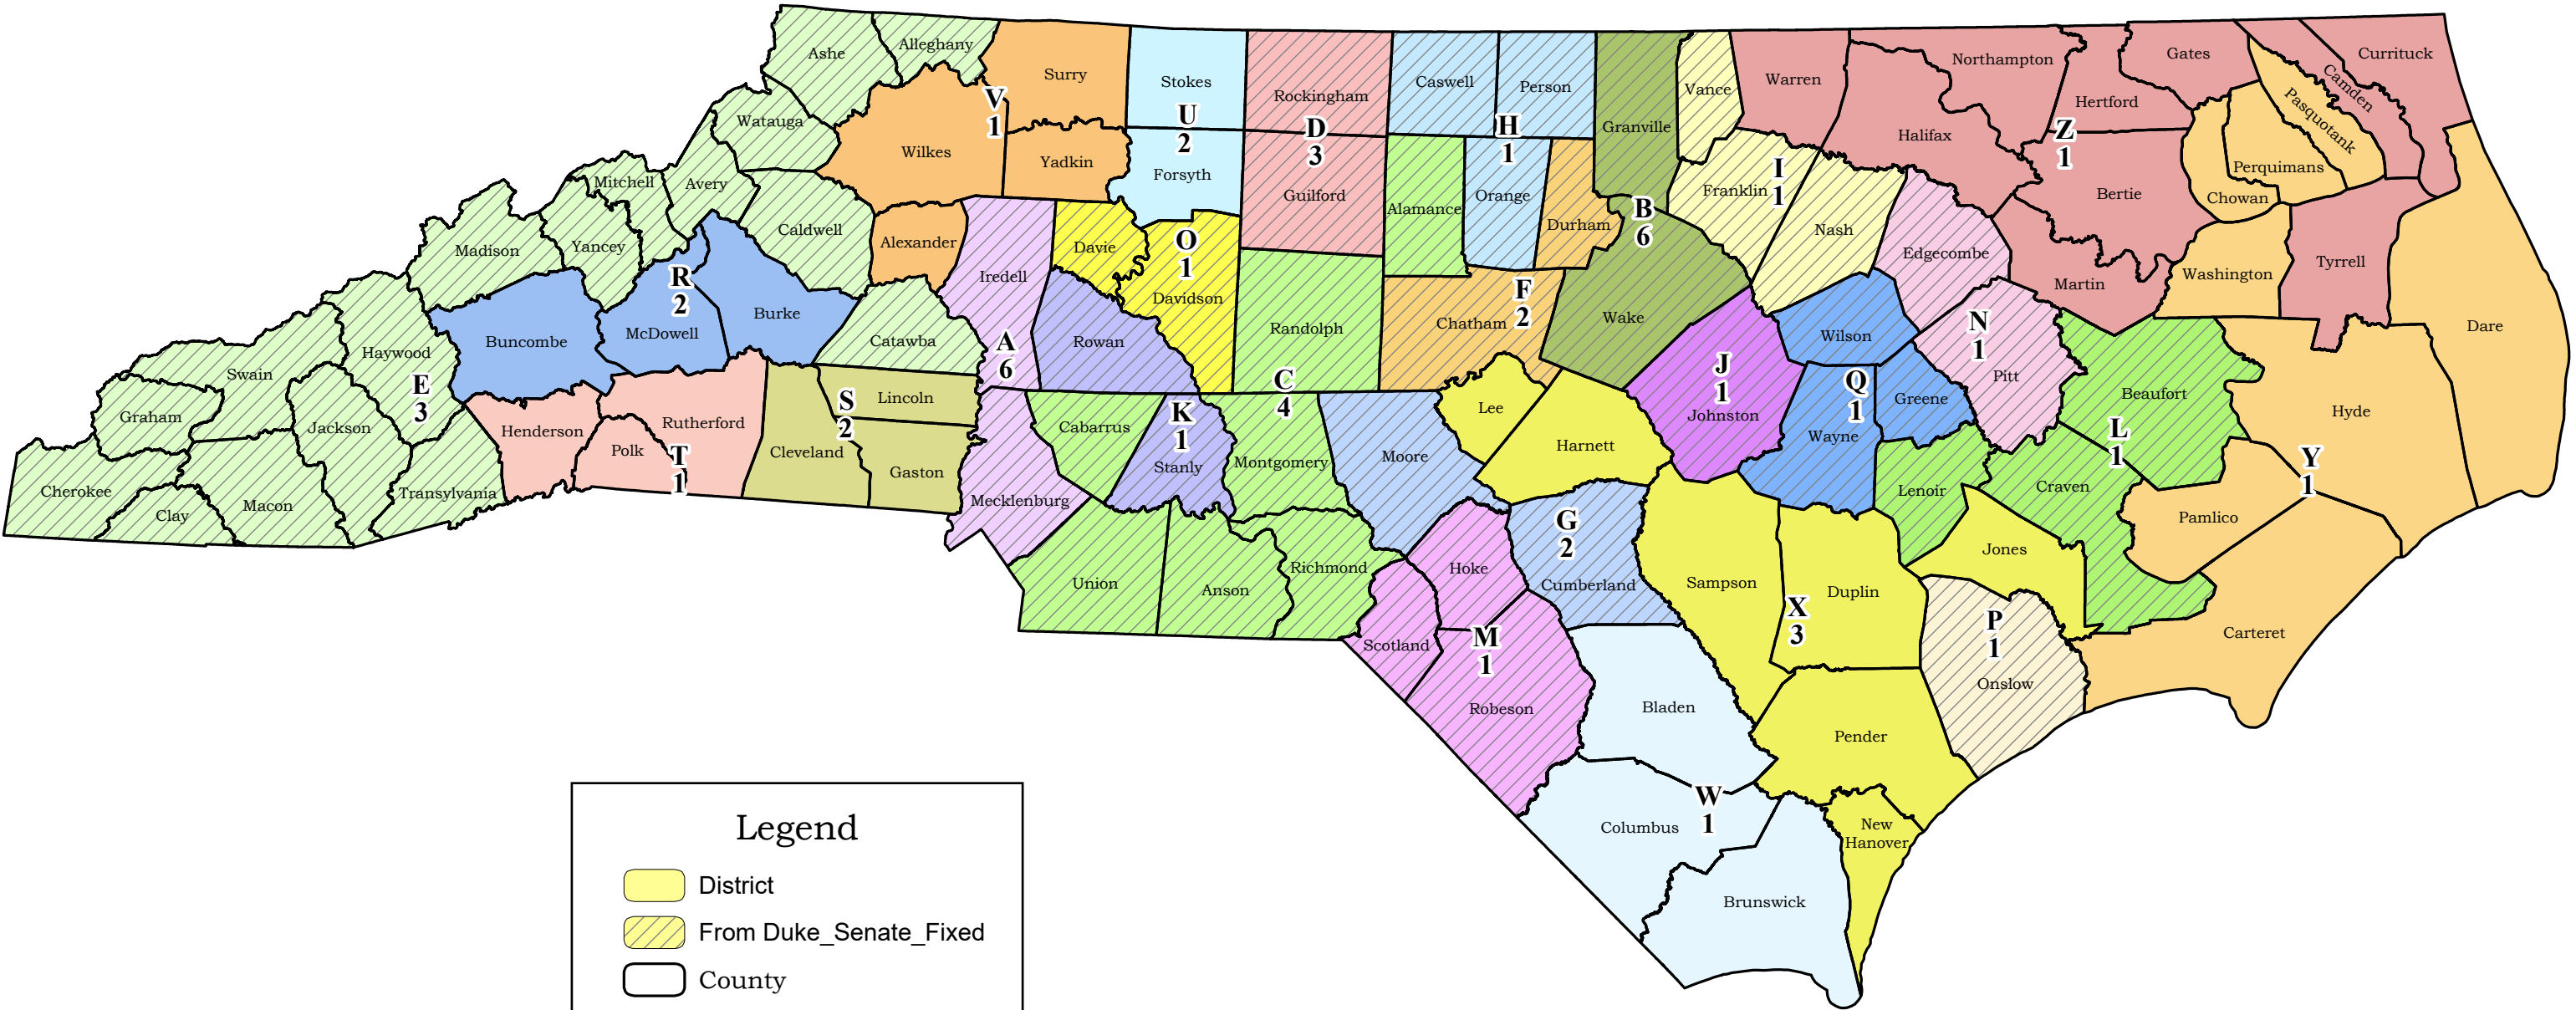 Ashe
Alleghany
Surry
Stokes
Rockingham
Caswell
Person
Granville
Vance
Warren
Northampton
Gates
Currituck
Camden
Pasquotank
Hertford
Halifax
Perquimans
Chowan
Bertie
Watauga
Wilkes
Yadkin
Forsyth
Guilford
Alamance
Orange
Durham
Franklin
Nash
Edgecombe
Martin
Washington
Tyrrell
Dare
V
1
U
2
D
3
H
1
B
6
I
1
Z
1
Mitchell
Avery
Caldwell
Alexander
Iredell
Davie
Davidson
O
1
Madison
Yancey
R
2
Burke
McDowell
Buncombe
Haywood
Swain
Graham
E
3
Jackson
Cherokee
Clay
Macon
Transylvania
Henderson
Polk
Rutherford
T
1
Catawba
Lincoln
S
2
Cleveland
Gaston
A
6
Rowan
Randolph
C
4
Chatham
F
2
Wake
J
1
Johnston
Wilson
N
1
Pitt
Q
1
Greene
Wayne
Beaufort
L
1
Hyde
Y
1
Mecklenburg
Cabarrus
K
1
Stanly
Montgomery
Moore
Lee
Harnett
Lenoir
Craven
Pamlico
Jones
Carteret
Union
Anson
Richmond
Hoke
G
2
Cumberland
Sampson
X
3
Duplin
P
1
Onslow
Scotland
M
1
Robeson
Bladen
Pender
W
1
Columbus
New
Hanover
Brunswick
Legend
District
From Duke_Senate_Fixed
County